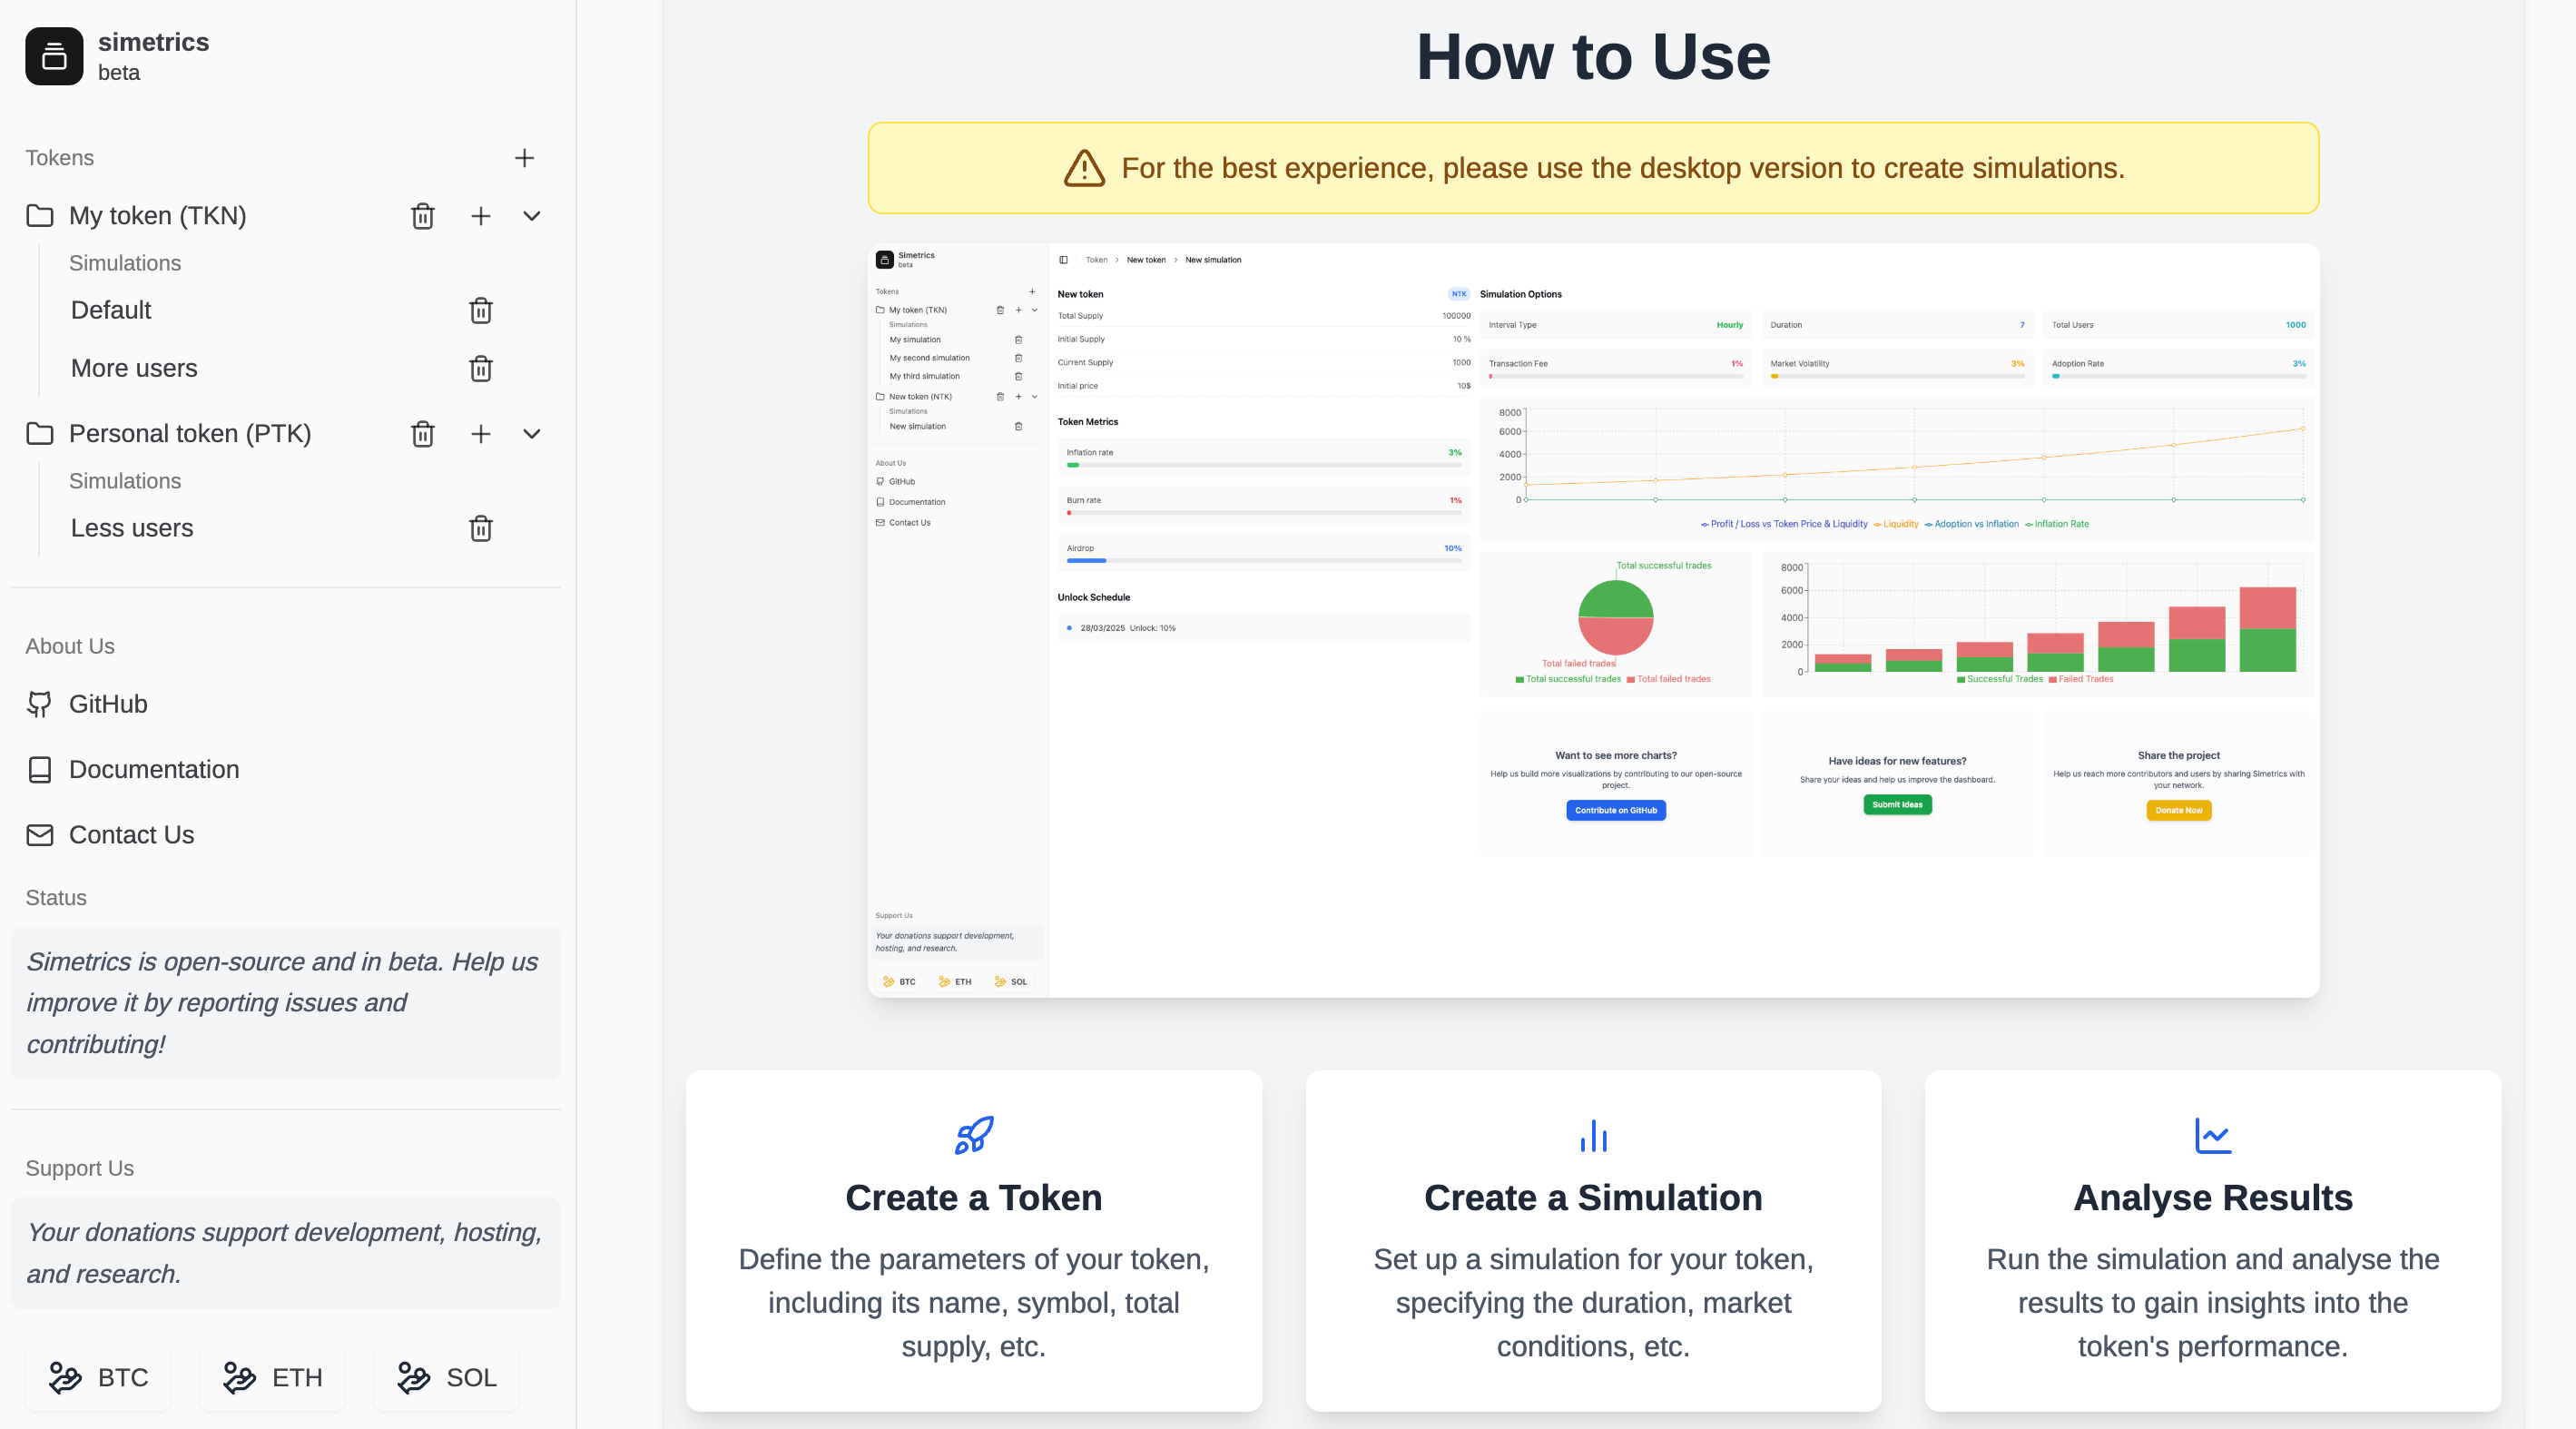 simetrics
beta
Tokens
My token (TKN)
Simulations
Default
More users
Personal token (PTK)
Simulations
Less users
About Us
GitHub
Documentation
Contact Us
Status
Simetrics is open-source and in beta. Help us
improve it by reporting issues and
contributing!
Support Us
Your donations support development, hosting,
and research.
BTC
ETH
SOL
How to Use
For the best experience, please use the desktop version to create simulations.
Simetrics
beta
Tokens
My token (TKN)
Simulations
My simulation
My second simulation
My third simulation
New token (NTK)
Simulations
New simulation
About Us
GitHub
Documentation
Contact Us
Support Us
Your donations support development,
hosting, and research.
BTC
ETH
SOL
Token > New token > New simulation
New token
NTK
Total Supply 100000
Initial Supply 10 %
Current Supply 1000
Initial price 10$
Token Metrics
Inflation rate 3%
Burn rate 1%
Airdrop 10%
Unlock Schedule
28/03/2025 Unlock: 10%
Simulation Options
Interval Type Hourly
Duration 7
Total Users 1000
Transaction Fee 1%
Market Volatility 3%
Adoption Rate 3%
8000
6000
4000
2000
0
Profit / Loss vs Token Price & Liquidity Liquidity Adoption vs Inflation Inflation Rate
Total successful trades
Total failed trades
Total successful trades Total failed trades
8000
6000
4000
2000
0
Successful Trades Failed Trades
Want to see more charts?
Help us build more visualizations by contributing to our open-source
project.
Contribute on GitHub
Have ideas for new features?
Share your ideas and help us improve the dashboard.
Submit Ideas
Share the project
Help us reach more contributors and users by sharing Simetrics with
your network.
Donate Now
Create a Token
Define the parameters of your token,
including its name, symbol, total
supply, etc.
Create a Simulation
Set up a simulation for your token,
specifying the duration, market
conditions, etc.
Analyse Results
Run the simulation and analyse the
results to gain insights into the
token's performance.